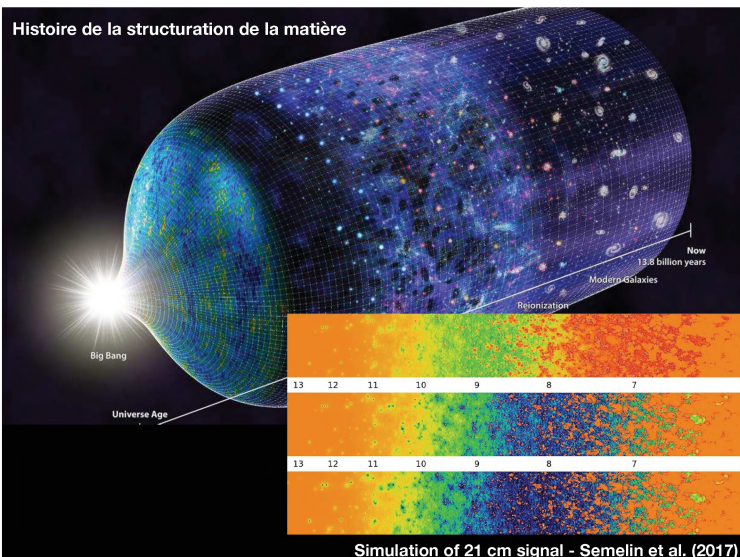 Histoire de la structuration de la matière
Now
13.8 billion years
Modern Galaxies
Reionization
Big Bang
Universe Age
13 12 11 10 9 8 7
13 12 11 10 9 8 7
Simulation of 21 cm signal - Semelin et al. (2017)